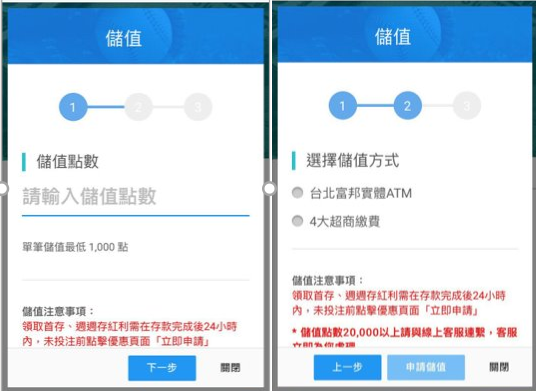 儲值
1
2
3
儲值點數
請輸入儲值點數
單筆儲值最低 1,000 點
儲值注意事項：
領取首存、週週存紅利需在存款完成後24小時
內，未投注前點擊優惠頁面「立即申請」
下一步
關閉
儲值
1
2
3
選擇儲值方式
台北富邦實體ATM
4大超商繳費
儲值注意事項：
領取首存、週週存紅利需在存款完成後24小時
內，未投注前點擊優惠頁面「立即申請」
* 儲值點數20,000以上請與線上客服連繫，客服
立即為您處理
上一步
申請儲值
關閉